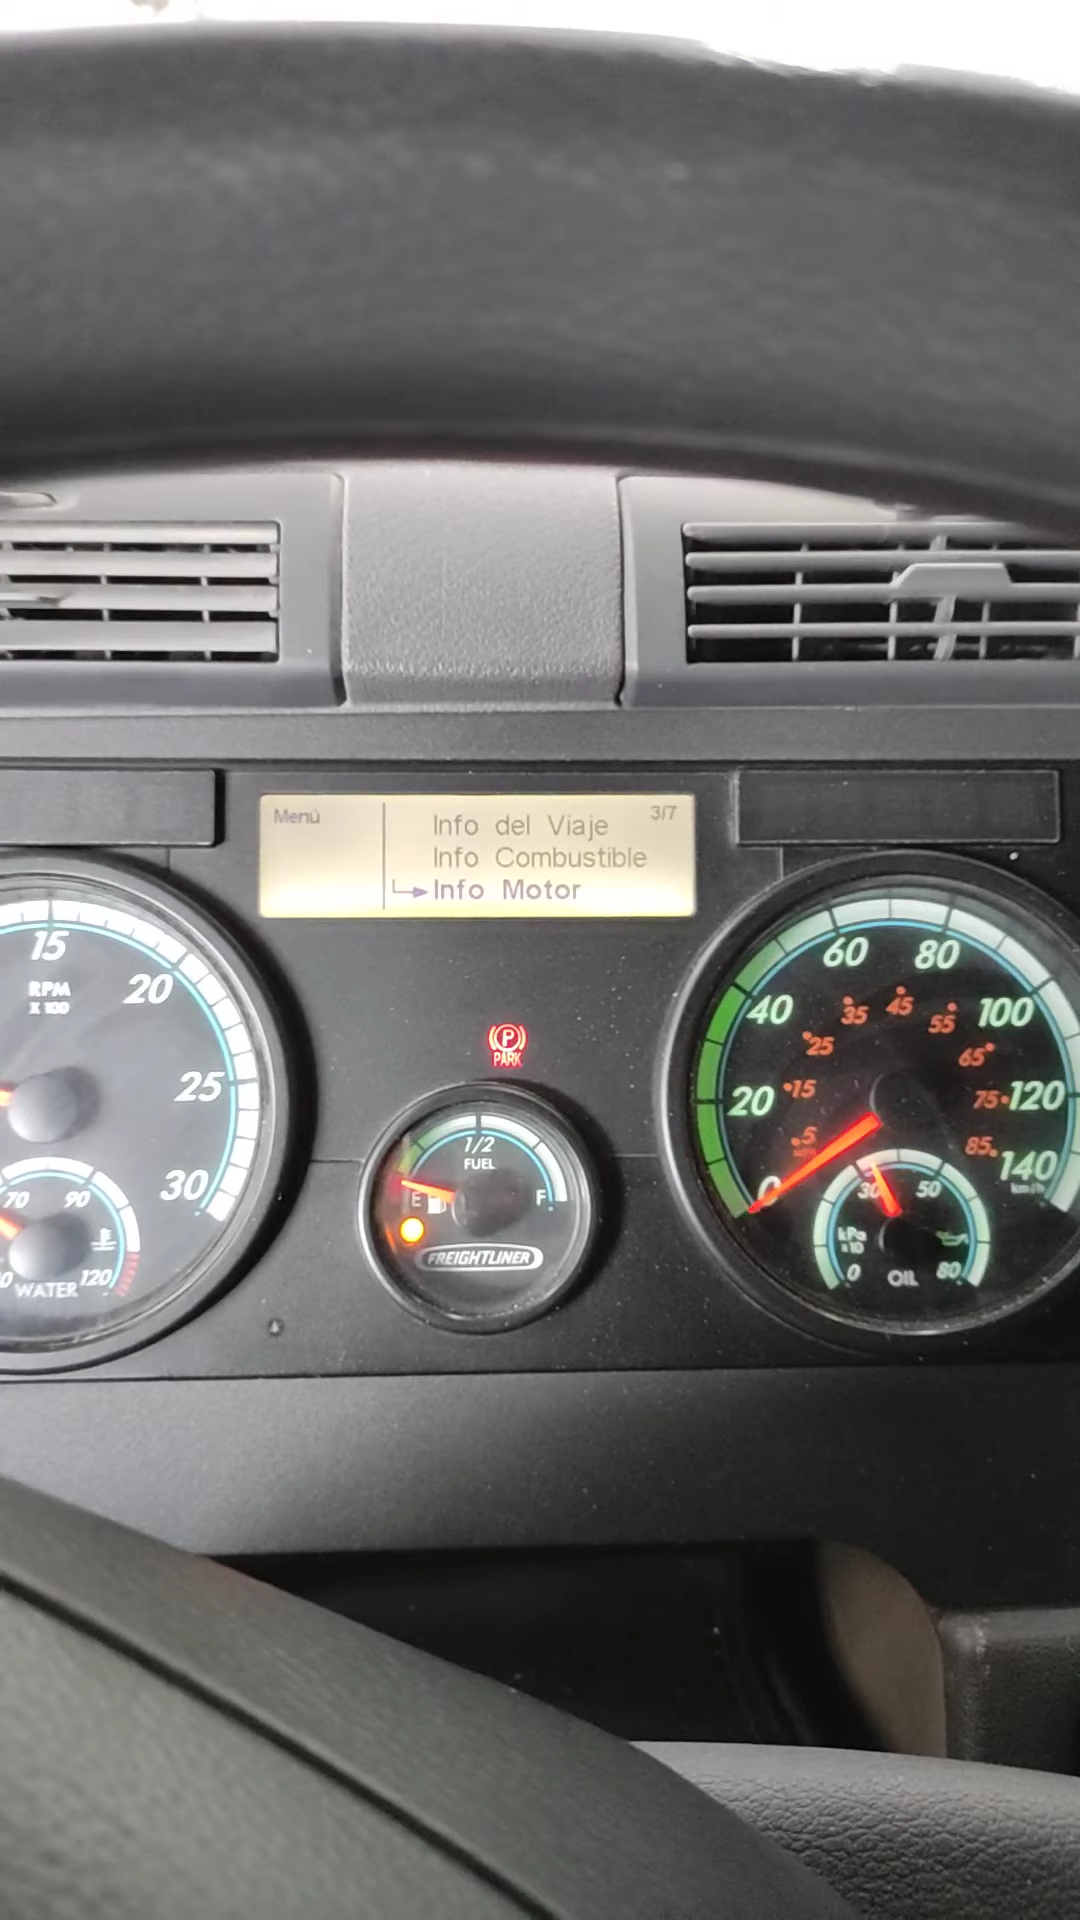 Menú
Info del Viaje
3/7
Info Combustible
Info Motor
15
RPM
X 100
20
25
30
70
90
120
WATER
P
PARK
1/2
FUEL
E
F
FREIGHTLINER
0
20
40
60
80
100
120
140
km/h
5
15
25
35
45
55
65
75
85
30
50
kPa
x10
0
OIL
80